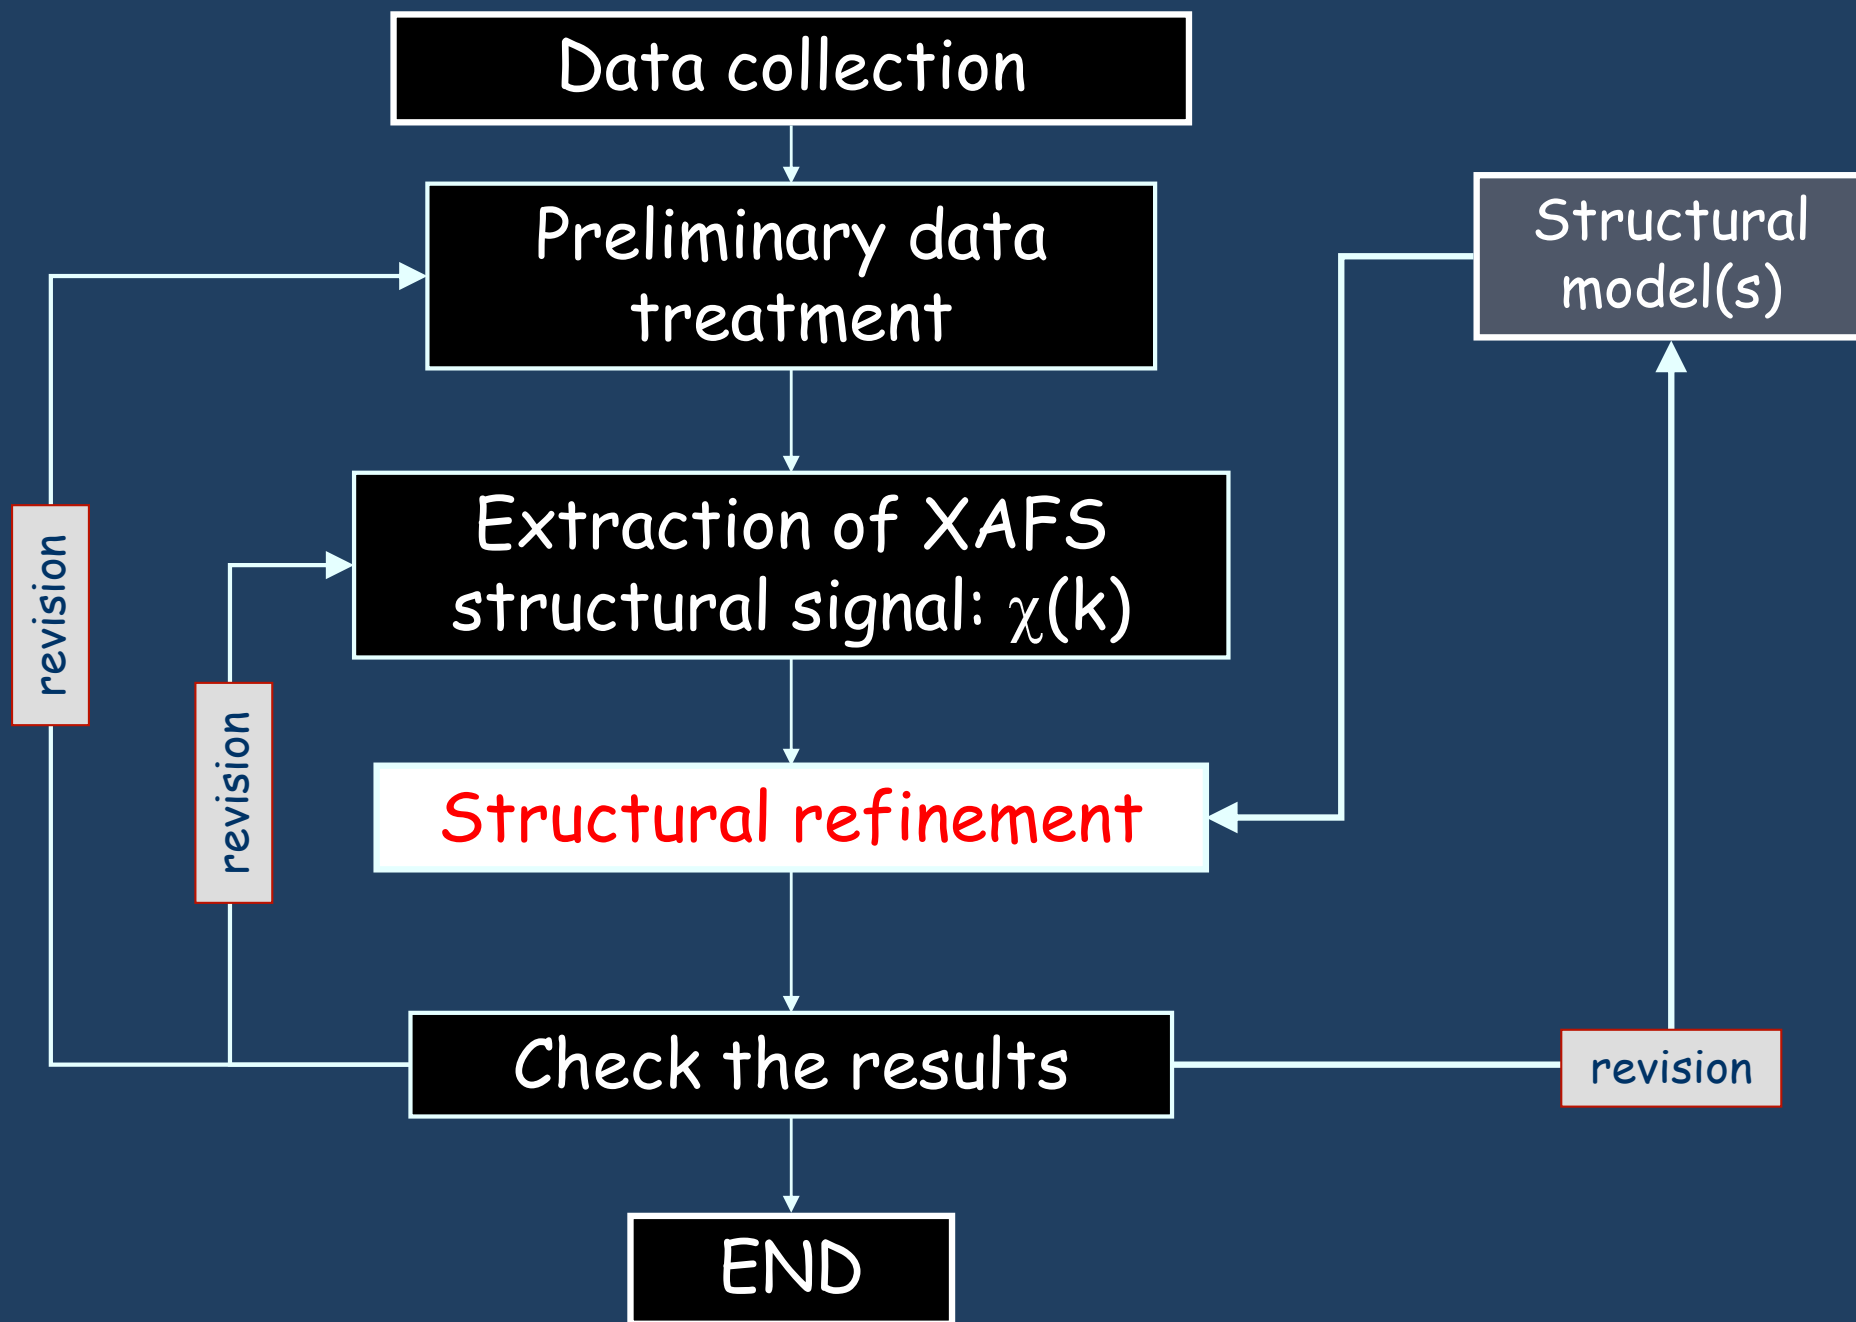 Data collection
Preliminary data
treatment
Structural
model(s)
Extraction of XAFS
structural signal: χ(k)
revision
revision
Structural refinement
Check the results
revision
END